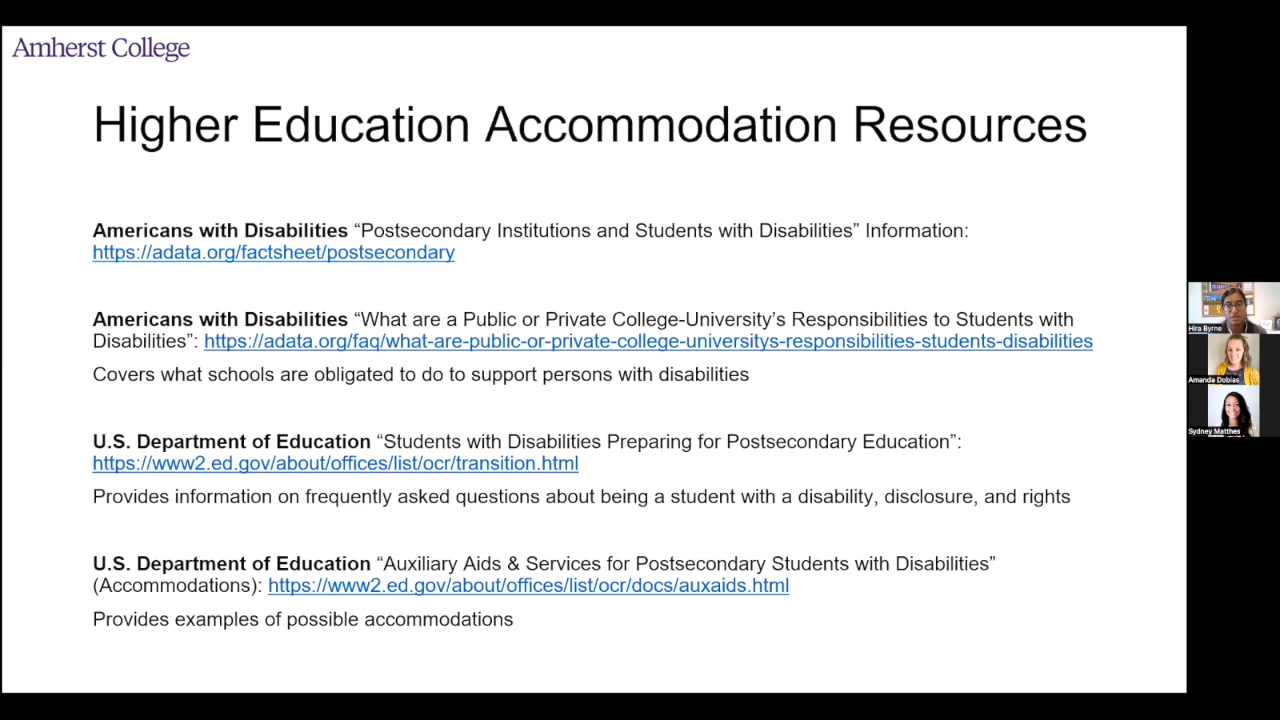 Amherst College
Higher Education Accommodation Resources
Americans with Disabilities “Postsecondary Institutions and Students with Disabilities” Information:
https://adata.org/factsheet/postsecondary
Americans with Disabilities “What are a Public or Private College-University’s Responsibilities to Students with
Disabilities”: https://adata.org/faq/what-are-public-or-private-college-universitys-responsibilities-students-disabilities
Covers what schools are obligated to do to support persons with disabilities
U.S. Department of Education “Students with Disabilities Preparing for Postsecondary Education”:
https://www2.ed.gov/about/offices/list/ocr/transition.html
Provides information on frequently asked questions about being a student with a disability, disclosure, and rights
U.S. Department of Education “Auxiliary Aids & Services for Postsecondary Students with Disabilities”
(Accommodations): https://www2.ed.gov/about/offices/list/ocr/docs/auxaids.html
Provides examples of possible accommodations
Hira Byrne
Amanda Dobias
Sydney Matthes